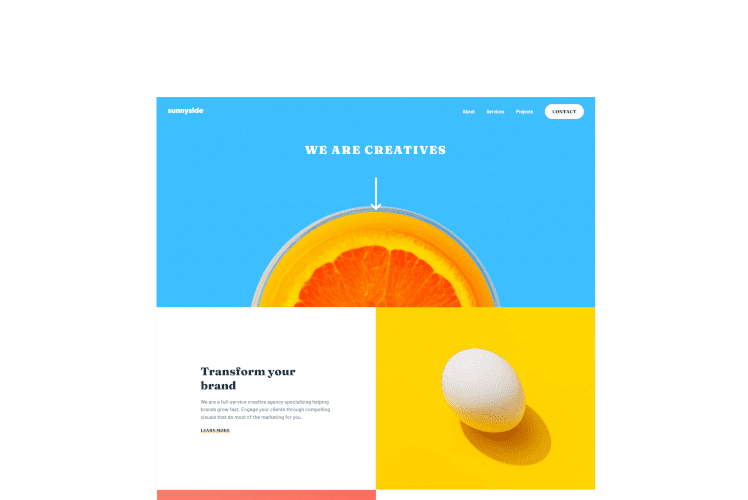 sunnyside
About Services Projects CONTACT
WE ARE CREATIVES
Transform your
brand
We are a full-service creative agency specializing helping
brands grow fast. Engage your clients through compelling
visuals that do most of the marketing for you.
LEARN MORE